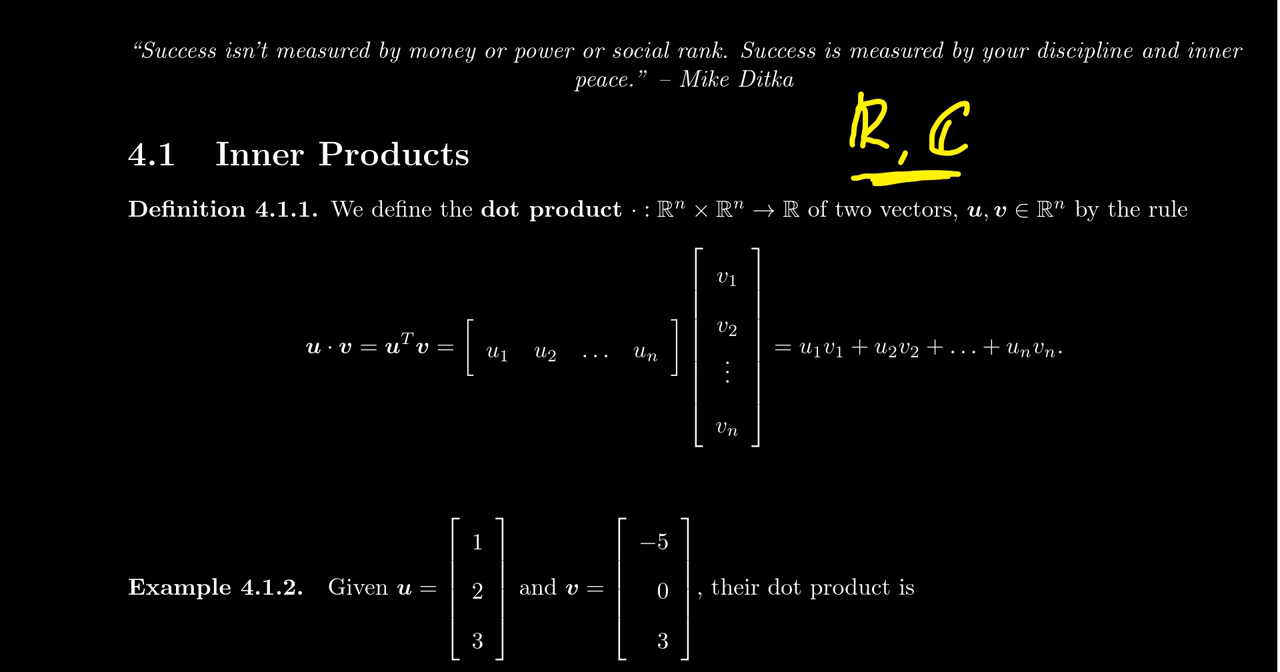 “Success isn’t measured by money or power or social rank. Success is measured by your discipline and inner
peace.” – Mike Ditka
ℝ, ℂ
4.1 Inner Products
Definition 4.1.1. We define the dot product · : ℝⁿ × ℝⁿ → ℝ of two vectors, u, v ∈ ℝⁿ by the rule
u · v = uᵀv = [ u₁ u₂ … uₙ ] [ v₁ v₂ ⋮ vₙ ] = u₁v₁ + u₂v₂ + … + uₙvₙ.
Example 4.1.2. Given u = [ 1 2 3 ] and v = [ −5 0 3 ], their dot product is